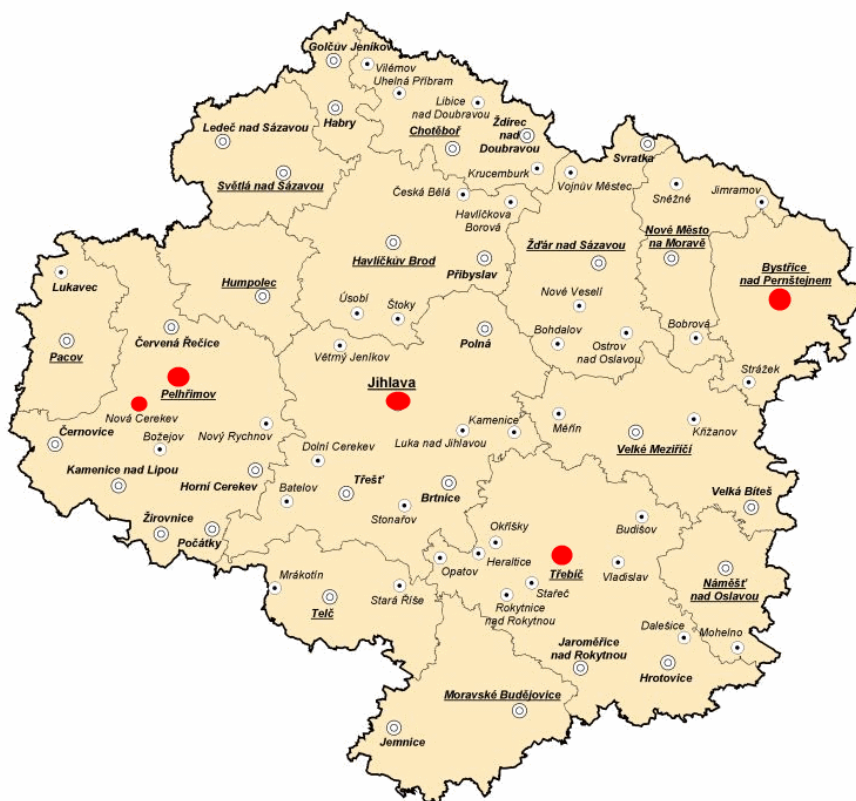 Golčův Jeníkov
Vilémov
Uhelná Příbram
Libice
nad Doubravou
Habry
Ledeč nad Sázavou
Chotěboř
Ždírec
nad
Doubravou
Svratka
Krucemburk
Vojnův Městec
Světlá nad Sázavou
Česká Bělá
Havlíčkova
Borová
Sněžné
Jimramov
Nové Město
na Moravě
Žďár nad Sázavou
Havlíčkův Brod
Přibyslav
Bystřice
nad Pernštejnem
Lukavec
Humpolec
Úsobí
Štoky
Nové Veselí
Bohdalov
Ostrov
nad Oslavou
Bobrová
Pacov
Červená Řečice
Větrný Jeníkov
Polná
Strážek
Pelhřimov
Jihlava
Nová Cerekev
Nový Rychnov
Černovice
Božejov
Luka nad Jihlavou
Kamenice
Měřín
Velké Meziříčí
Křižanov
Dolní Cerekev
Kamenice nad Lipou
Horní Cerekev
Třešť
Brtnice
Batelov
Stonařov
Velká Bíteš
Žirovnice
Počátky
Okříšky
Budišov
Opatov
Heraltice
Třebíč
Vladislav
Mrákotín
Stará Říše
Telč
Stařeč
Rokytnice
nad Rokytnou
Náměšť
nad Oslavou
Jaroměřice
nad Rokytnou
Dalešice
Mohelno
Hrotovice
Moravské Budějovice
Jemnice